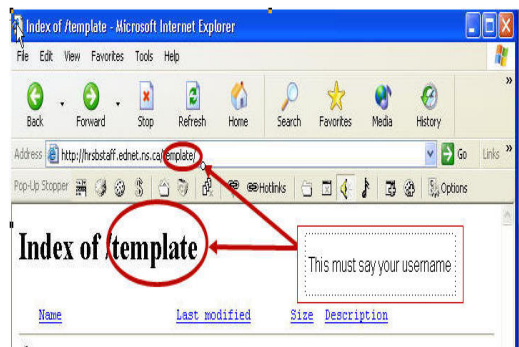 Index of /template - Microsoft Internet Explorer
File Edit View Favorites Tools Help
Back Forward Stop Refresh Home Search Favorites Media History »
Address http://hrsbstaff.ednet.ns.ca/template/ Go Links »
Pop-Up Stopper Hotlinks Options
Index of /template
This must say your username
Name Last modified Size Description